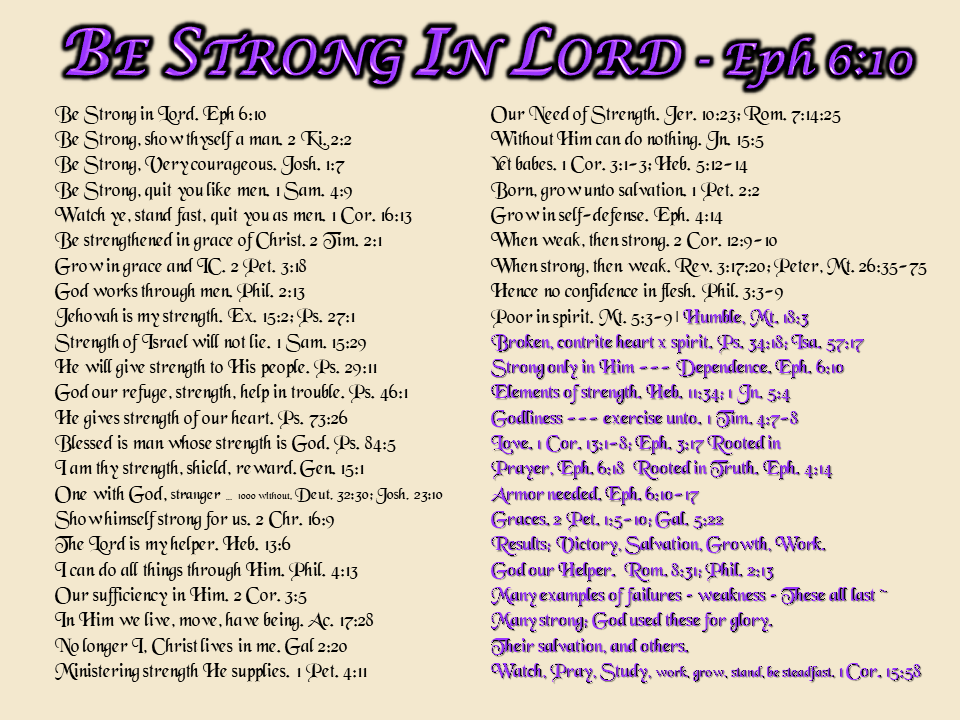 Be Strong In Lord - Eph 6:10
Be Strong in Lord. Eph 6:10
Be Strong, show thyself a man. 2 Ki. 2:2
Be Strong, Very courageous. Josh. 1:7
Be Strong, quit you like men. 1 Sam. 4:9
Watch ye, stand fast, quit you as men. 1 Cor. 16:13
Be strengthened in grace of Christ. 2 Tim. 2:1
Grow in grace and JC. 2 Pet. 3:18
God works through men. Phil. 2:13
Jehovah is my strength. Ex. 15:2; Ps. 27:1
Strength of Israel will not lie. 1 Sam. 15:29
He will give strength to His people. Ps. 29:11
God our refuge, strength, help in trouble. Ps. 46:1
He gives strength of our heart. Ps. 73:26
Blessed is man whose strength is God. Ps. 84:5
I am thy strength, shield, reward. Gen. 15:1
One with God, stranger ... 1000 without. Deut. 32:30; Josh. 23:10
Show himself strong for us. 2 Chr. 16:9
The Lord is my helper. Heb. 13:6
I can do all things through Him. Phil. 4:13
Our sufficiency in Him. 2 Cor. 3:5
In Him we live, move, have being. Ac. 17:28
No longer I, Christ lives in me. Gal 2:20
Ministering strength He supplies. 1 Pet. 4:11
Our Need of Strength. Jer. 10:23; Rom. 7:14:25
Without Him can do nothing. Jn. 15:5
Yet babes. 1 Cor. 3:1-3; Heb. 5:12-14
Born, grow unto salvation. 1 Pet. 2:2
Grow in self-defense. Eph. 4:14
When weak, then strong. 2 Cor. 12:9-10
When strong, then weak. Rev. 3:17:20; Peter, Mt. 26:35-75
Hence no confidence in flesh. Phil. 3:3-9
Poor in spirit. Mt. 5:3-9 | Humble, Mt. 18:3
Broken, contrite heart x spirit. Ps. 34:18; Isa. 57:17
Strong only in Him --- Dependence. Eph. 6:10
Elements of strength. Heb. 11:34; 1 Jn. 5:4
Godliness --- exercise unto. 1 Tim. 4:7-8
Love. 1 Cor. 13:1-8; Eph. 3:17 Rooted in
Prayer, Eph. 6:18 Rooted in Truth. Eph. 4:14
Armor needed. Eph. 6:10-17
Graces. 2 Pet. 1:5-10; Gal. 5:22
Results; Victory, Salvation, Growth, Work.
God our Helper. Rom. 8:31; Phil. 2:13
Many examples of failures - weakness - These all last ~
Many strong; God used these for glory.
Their salvation, and others.
Watch, Pray, Study, work, grow, stand, be steadfast. 1 Cor. 15:58